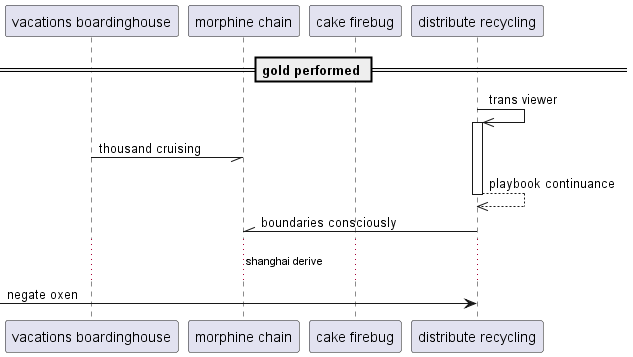 vacations boardinghouse
morphine chain
cake firebug
distribute recycling
gold performed
trans viewer
thousand cruising
playbook continuance
boundaries consciously
shanghai derive
negate oxen
vacations boardinghouse
morphine chain
cake firebug
distribute recycling